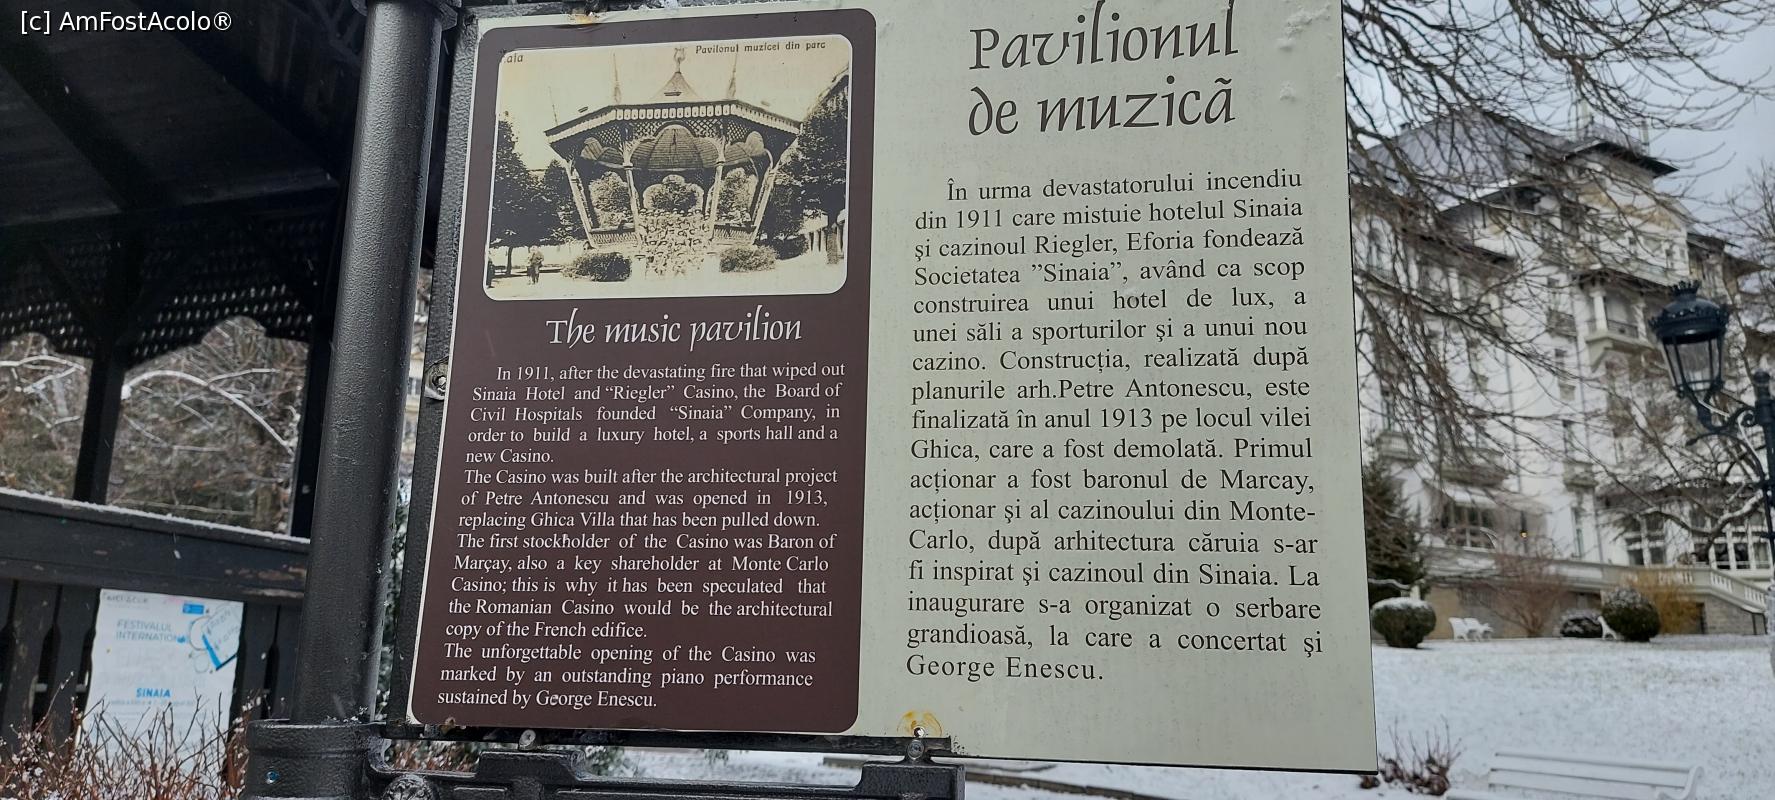 [c] AmFostAcolo®
Pavilonul muzicei din parc
The music pavilion
In 1911, after the devastating fire that wiped out
Sinaia Hotel and “Riegler” Casino, the Board of
Civil Hospitals founded “Sinaia” Company, in
order to build a luxury hotel, a sports hall and a
new Casino.
The Casino was built after the architectural project
of Petre Antonescu and was opened in 1913,
replacing Ghica Villa that has been pulled down.
The first stockholder of the Casino was Baron of
Marçay, also a key shareholder at Monte Carlo
Casino; this is why it has been speculated that
the Romanian Casino would be the architectural
copy of the French edifice.
The unforgettable opening of the Casino was
marked by an outstanding piano performance
sustained by George Enescu.
Pavilionul
de muzică
În urma devastatorului incendiu
din 1911 care mistuie hotelul Sinaia
şi cazinoul Riegler, Eforia fondează
Societatea ”Sinaia”, având ca scop
construirea unui hotel de lux, a
unei săli a sporturilor şi a unui nou
cazino. Construcția, realizată după
planurile arh.Petre Antonescu, este
finalizată în anul 1913 pe locul vilei
Ghica, care a fost demolată. Primul
acționar a fost baronul de Marcay,
acționar şi al cazinoului din Monte-
Carlo, după arhitectura căruia s-ar
fi inspirat şi cazinoul din Sinaia. La
inaugurare s-a organizat o serbare
grandioasă, la care a concertat şi
George Enescu.
FESTIVALUL
SINAIA